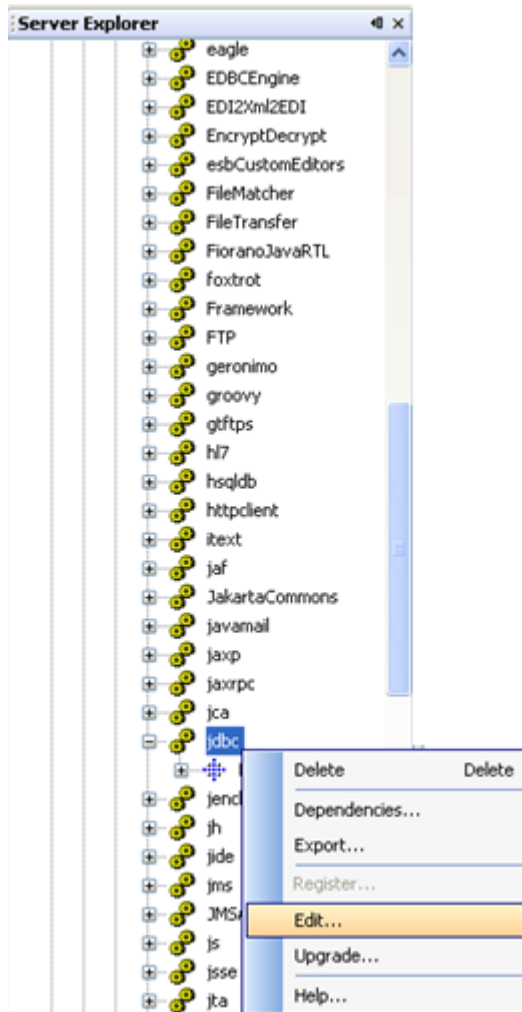 Server Explorer
eagle
EDBCEngine
EDI2Xml2EDI
EncryptDecrypt
esbCustomEditors
FileMatcher
FileTransfer
FioranoJavaRTL
foxtrot
Framework
FTP
geronimo
groovy
gtftps
hl7
hsqldb
httpclient
itext
jaf
JakartaCommons
javamail
jaxp
jaxrpc
jca
jdbc
Delete Delete
Dependencies...
Export...
Register...
Edit...
Upgrade...
Help...
jh
jide
jms
js
jsse
jta